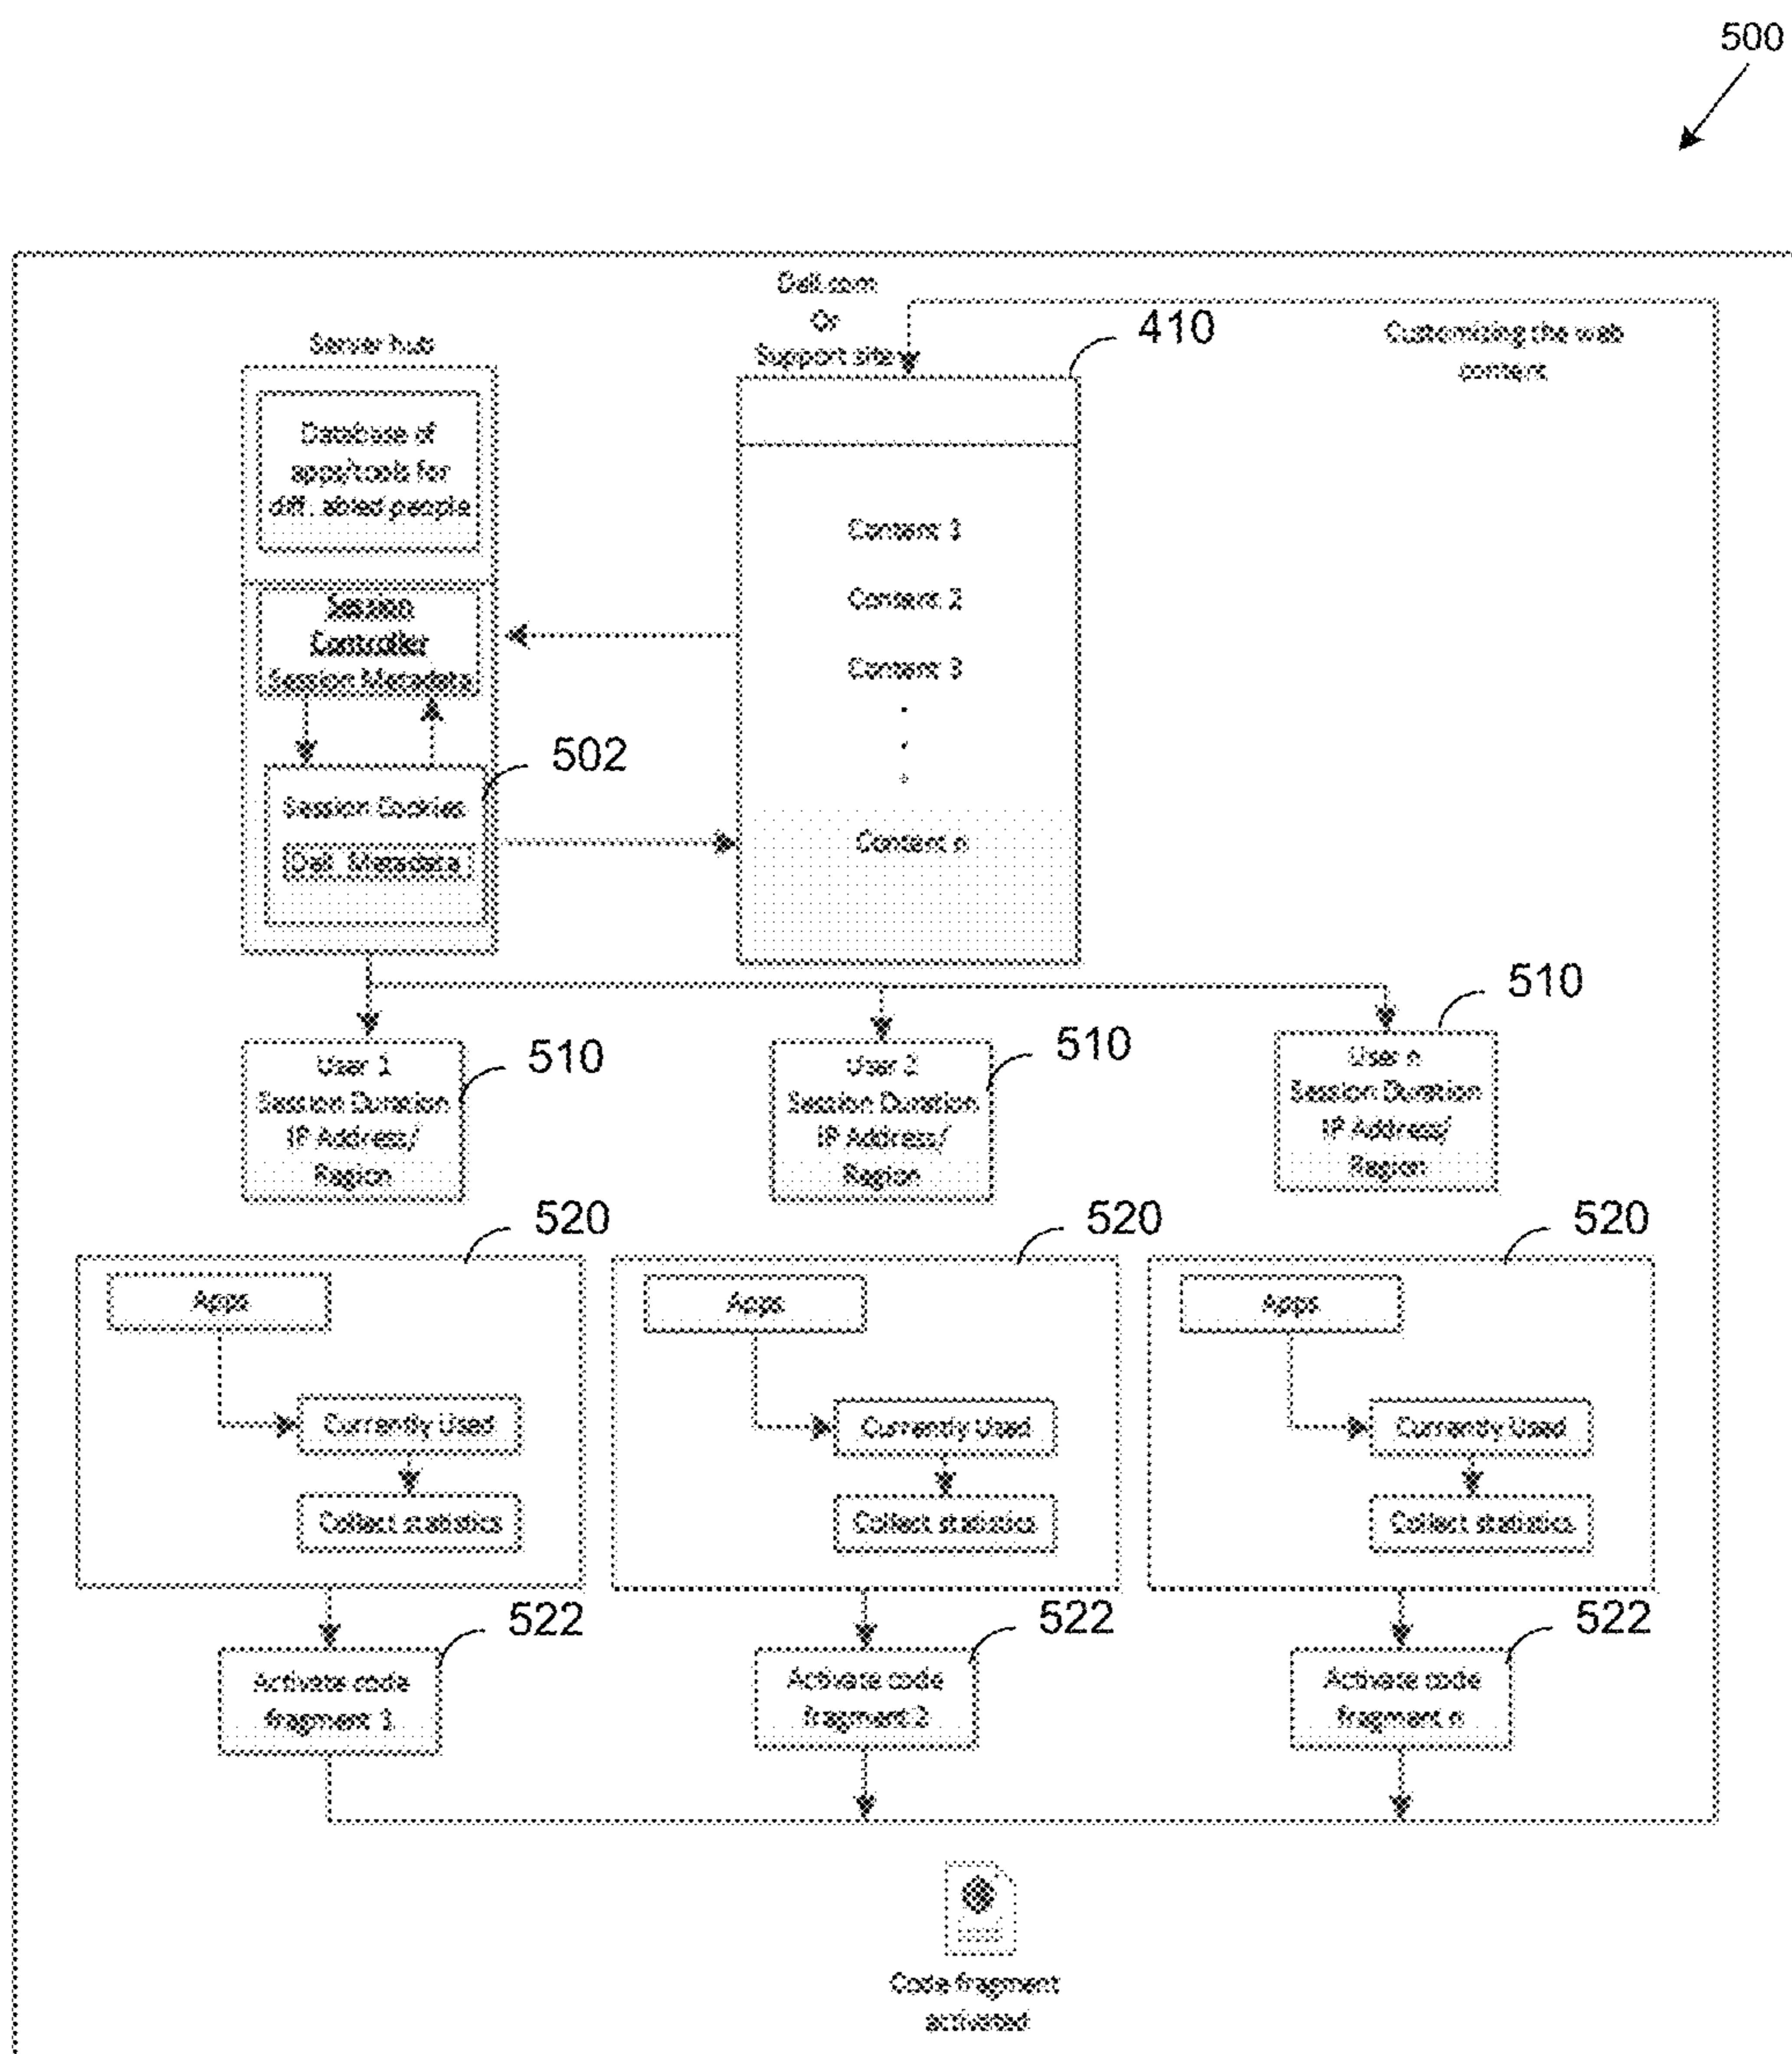 500
Dell.com
Or
Support site
410
Customizing the web
content
Server hub
Database of
apps/tools for
diff. abled people
Session
Controller
Session Metadata
502
Session Cookies
Metadata
Content 1
Content 2
Content 3
Content n
510
User 1
Session Duration
IP Address/
Region
510
User 2
Session Duration
IP Address/
Region
510
User n
Session Duration
IP Address/
Region
520
Apps
Currently Used
Collect statistics
520
Apps
Currently Used
Collect statistics
520
Apps
Currently Used
Collect statistics
522
Activate code
fragment 1
522
Activate code
fragment 2
522
Activate code
fragment n
Code fragment
activated